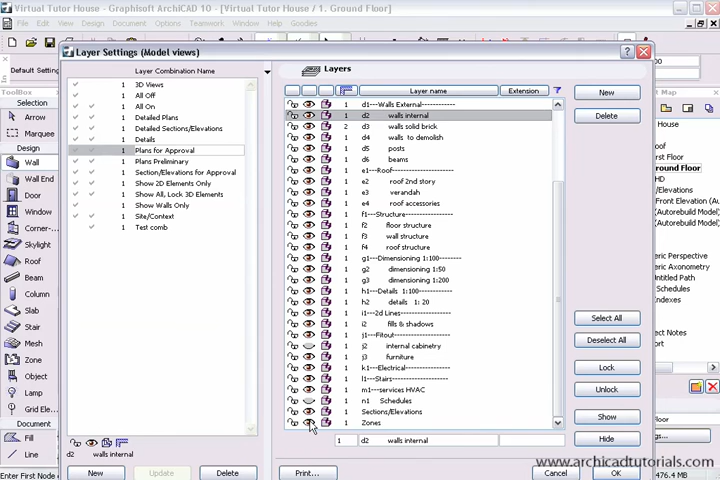 Virtual Tutor House - Graphisoft ArchiCAD 10 - [Virtual Tutor House / 1. Ground Floor]
File Edit View Design Document Options Teamwork Window Goodies
Default Settings
ToolBox
Selection
Arrow
Marquee
Design
Wall
Wall End
Door
Window
Corner-...
Skylight
Roof
Beam
Column
Slab
Stair
Mesh
Zone
Object
Lamp
Grid Ele...
Document
Fill
Line
Enter First Node
Layer Settings (Model views)
Layer Combination Name
1 3D Views
1 All Off
1 All On
1 Detailed Plans
1 Detailed Sections/Elevations
1 Details
1 Plans for Approval
1 Plans Preliminary
1 Section/Elevations for Approval
1 Show 2D Elements Only
1 Show All, Lock 3D Elements
1 Show Walls Only
1 Site/Context
1 Test comb
d2 walls internal
New Update Delete
Layers
Layer name Extension
1 d1---Walls External------------
1 d2 walls internal
2 d3 walls solid brick
1 d4 walls to demolish
1 d5 posts
1 d6 beams
1 e1---Roof-----------------
1 e2 roof 2nd story
1 e3 verandah
1 e4 roof accessories
1 f1---Structure--------------
1 f2 floor structure
1 f3 wall structure
1 f4 roof structure
1 g1---Dimensioning 1:100--------
1 g2 dimensioning 1:50
1 g3 dimensioning 1:200
1 h1---Details 1:100-----------
1 h2 details 1: 20
1 i1---2d Lines---------------
1 i2 fills & shadows
1 j1---Fitout-----------------
1 j2 internal cabinetry
1 j3 furniture
1 k1---Electrical--------------
1 l1---Stairs-----------------
1 m1---services HVAC
1 n1 Schedules
1 Sections/Elevations
1 Zones
1 d2 walls internal
New
Delete
Select All
Deselect All
Lock
Unlock
Show
Hide
Print...
Cancel OK
House
First Floor
Ground Floor
/Elevations
Front Elevation (A
(Autorebuild Model)
(Autorebuild Model)
Generic Perspective
Generic Axonometry
Untitled Path
Schedules
Indexes
Project Notes
476.4 MB
www.archicadtutorials.com